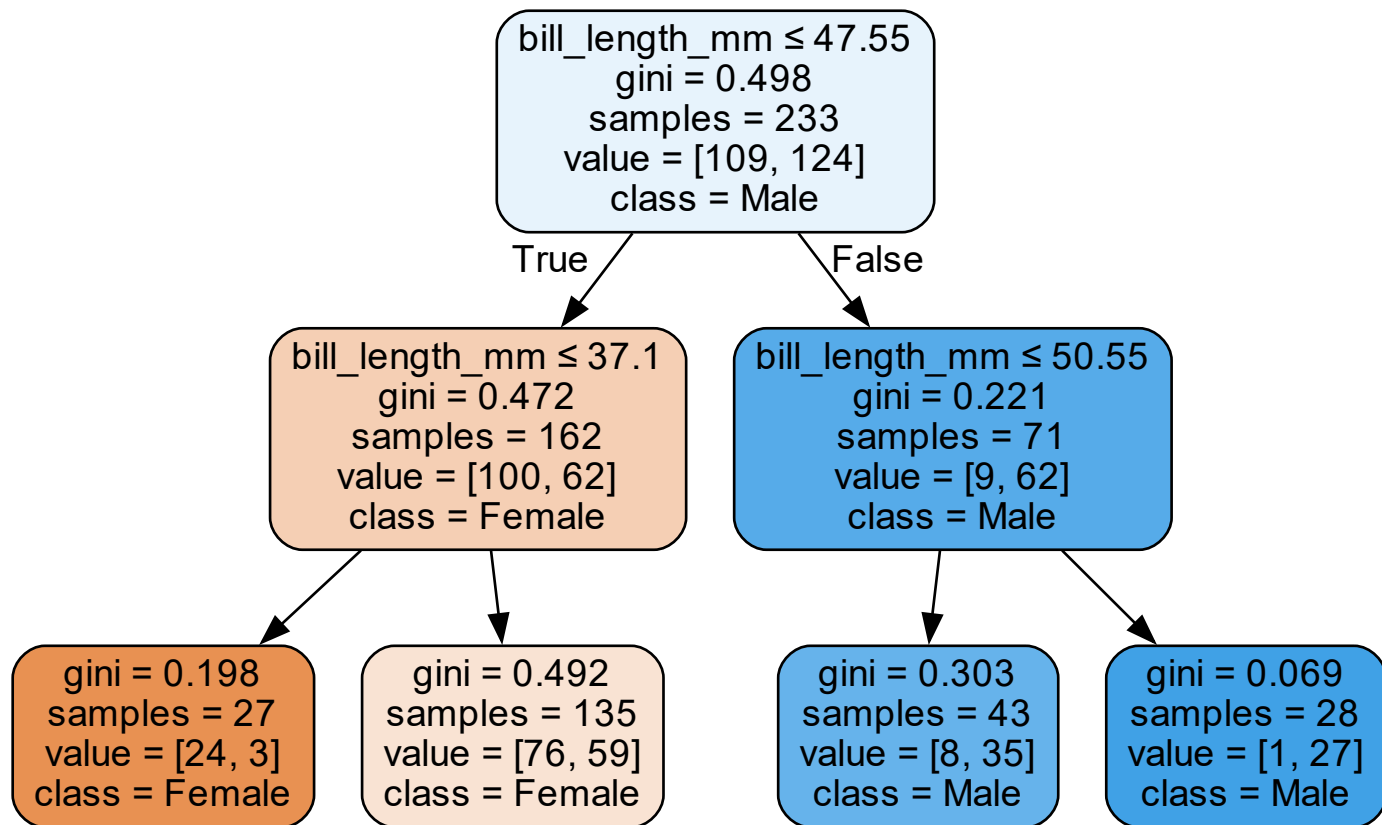 bill_length_mm ≤ 47.55
gini = 0.498
samples = 233
value = [109, 124]
class = Male
True
False
bill_length_mm ≤ 37.1
gini = 0.472
samples = 162
value = [100, 62]
class = Female
bill_length_mm ≤ 50.55
gini = 0.221
samples = 71
value = [9, 62]
class = Male
gini = 0.198
samples = 27
value = [24, 3]
class = Female
gini = 0.492
samples = 135
value = [76, 59]
class = Female
gini = 0.303
samples = 43
value = [8, 35]
class = Male
gini = 0.069
samples = 28
value = [1, 27]
class = Male